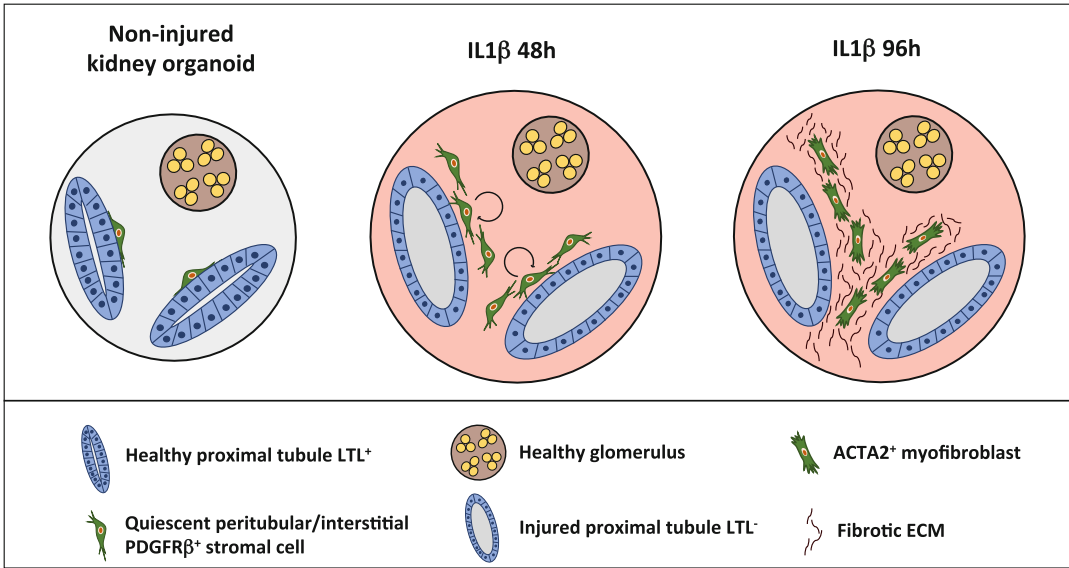 Non-injured
kidney organoid
IL1β 48h
IL1β 96h
Healthy proximal tubule LTL⁺
Healthy glomerulus
ACTA2⁺ myofibroblast
Quiescent peritubular/interstitial
PDGFRβ⁺ stromal cell
Injured proximal tubule LTL⁻
Fibrotic ECM